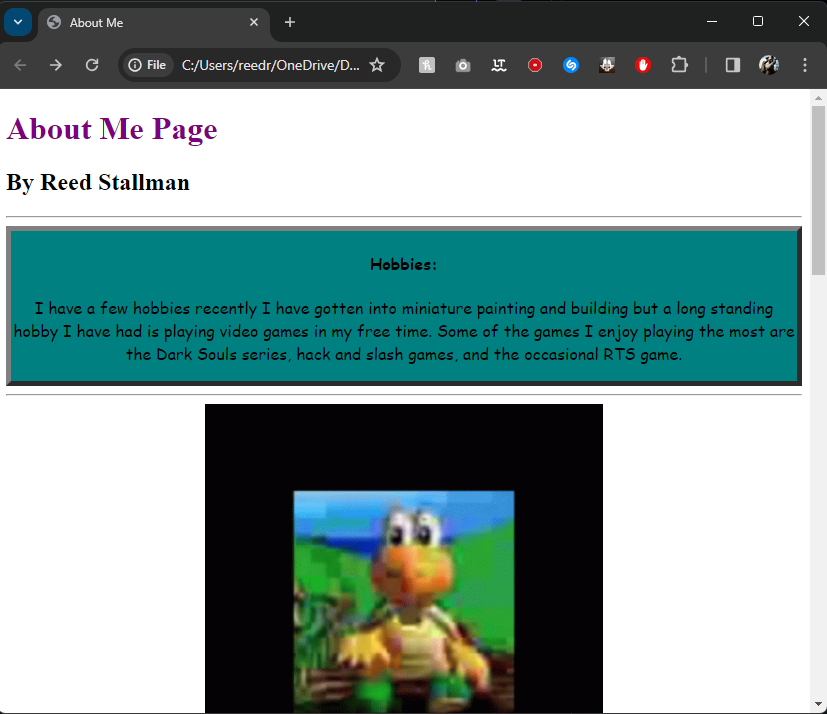 About Me
File
C:/Users/reedr/OneDrive/D...
About Me Page
By Reed Stallman
Hobbies:
I have a few hobbies recently I have gotten into miniature painting and building but a long standing
hobby I have had is playing video games in my free time. Some of the games I enjoy playing the most are
the Dark Souls series, hack and slash games, and the occasional RTS game.